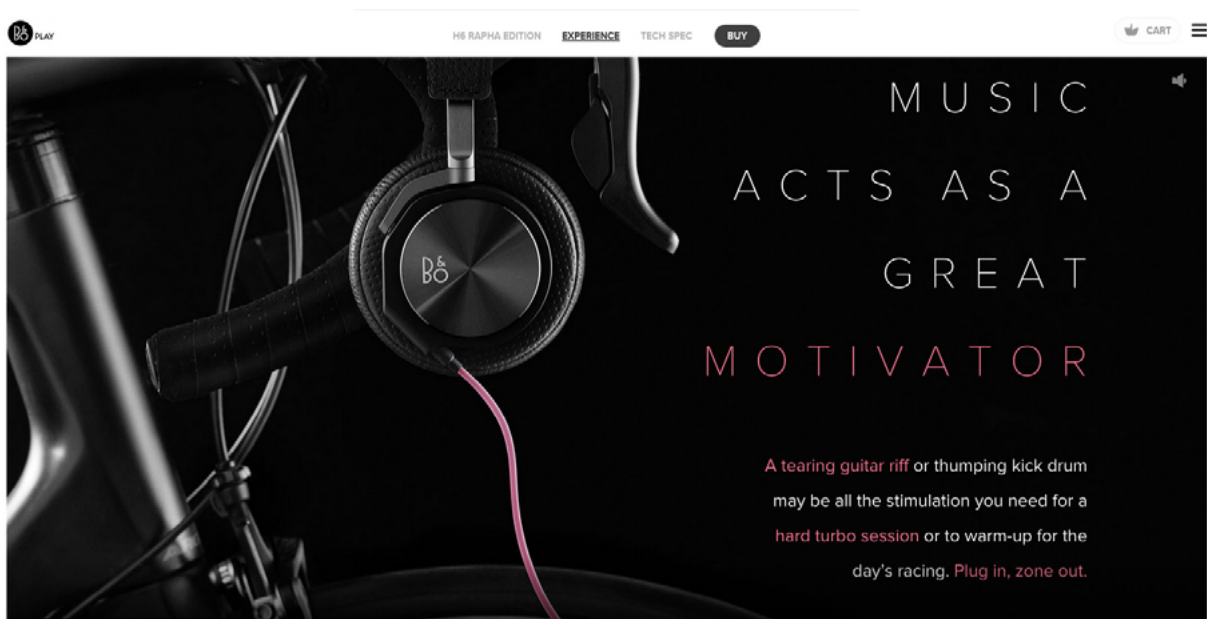 B&O PLAY
H6 RAPHA EDITION EXPERIENCE TECH SPEC BUY
CART
MUSIC
ACTS AS A
GREAT
MOTIVATOR
B&O
A tearing guitar riff or thumping kick drum
may be all the stimulation you need for a
hard turbo session or to warm-up for the
day's racing. Plug in, zone out.